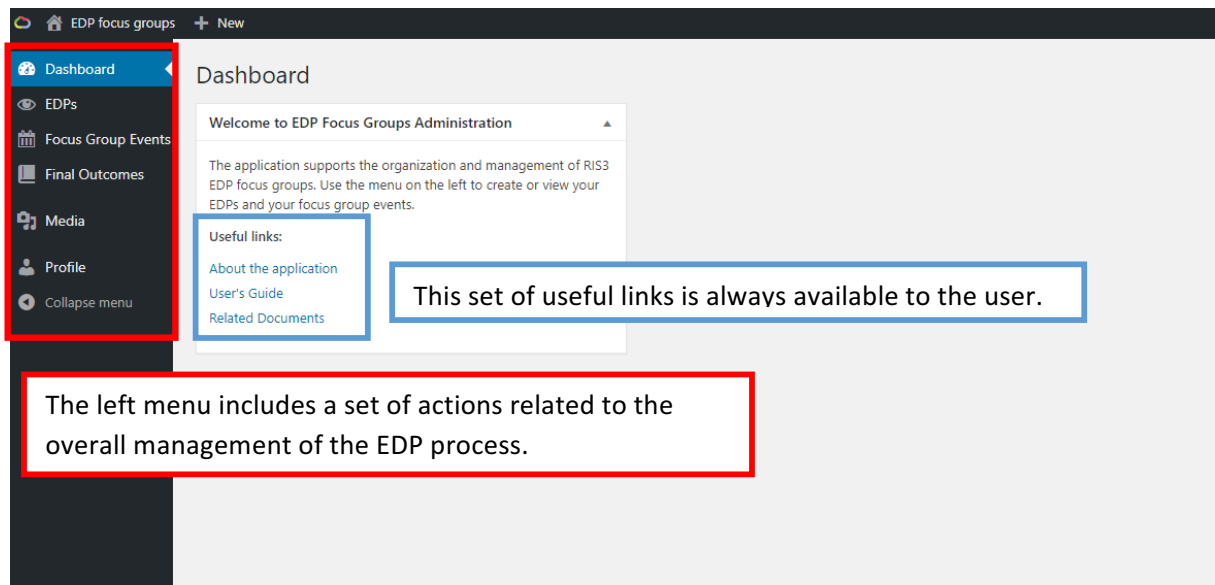 EDP focus groups + New
Dashboard
EDPs
Focus Group Events
Final Outcomes
Media
Profile
Collapse menu
Dashboard
Welcome to EDP Focus Groups Administration
The application supports the organization and management of RIS3
EDP focus groups. Use the menu on the left to create or view your
EDPs and your focus group events.
Useful links:
About the application
User's Guide
Related Documents
This set of useful links is always available to the user.
The left menu includes a set of actions related to the
overall management of the EDP process.